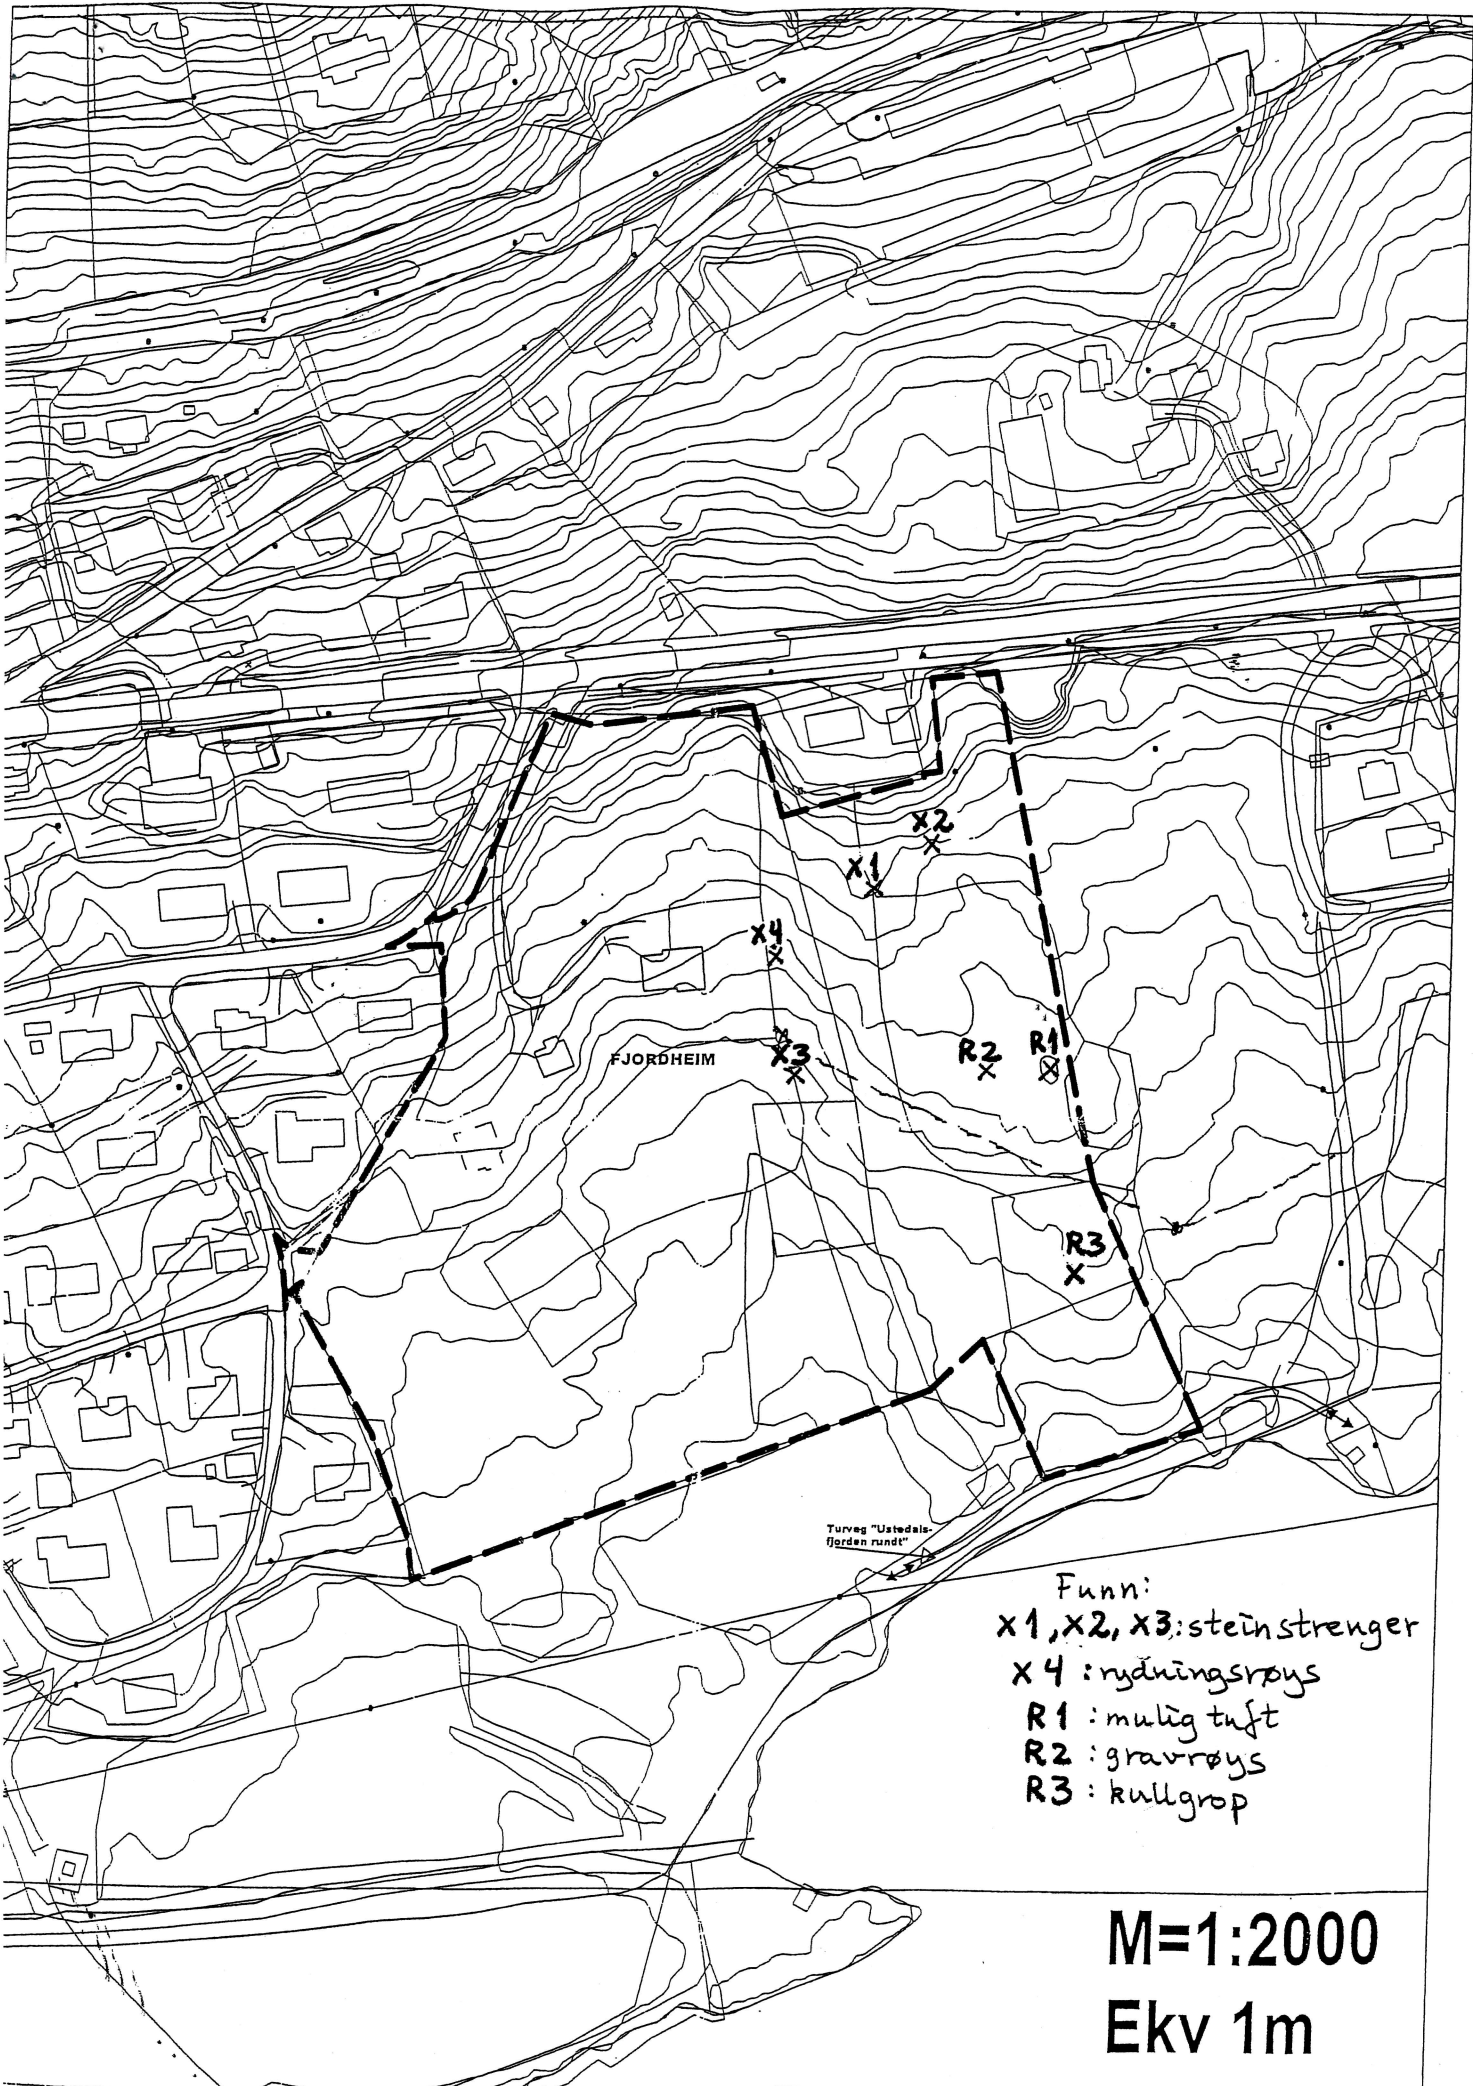 X2
X1
X4
FJORDHEIM
X3
R2
R1
R3
Turveg "Ustedals-
fjorden rundt"
Funn:
X1, X2, X3: steinstrenger
X4 : rydningsrøys
R1 : mulig tuft
R2 : gravrøys
R3 : kullgrop
M=1:2000
Ekv 1m